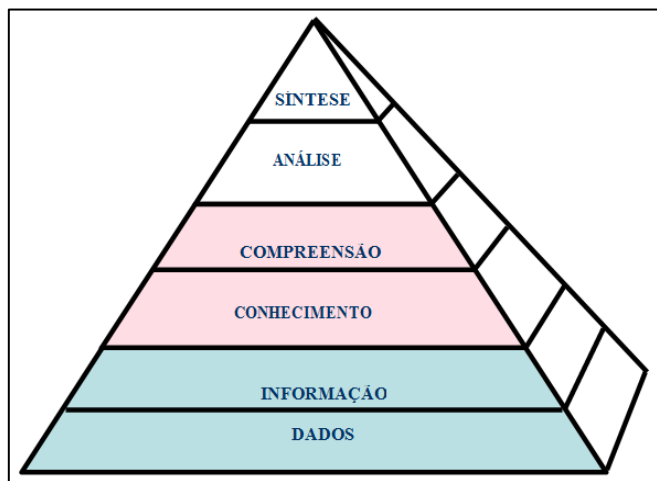 SÍNTESE
ANÁLISE
COMPREENSÃO
CONHECIMENTO
INFORMAÇÃO
DADOS